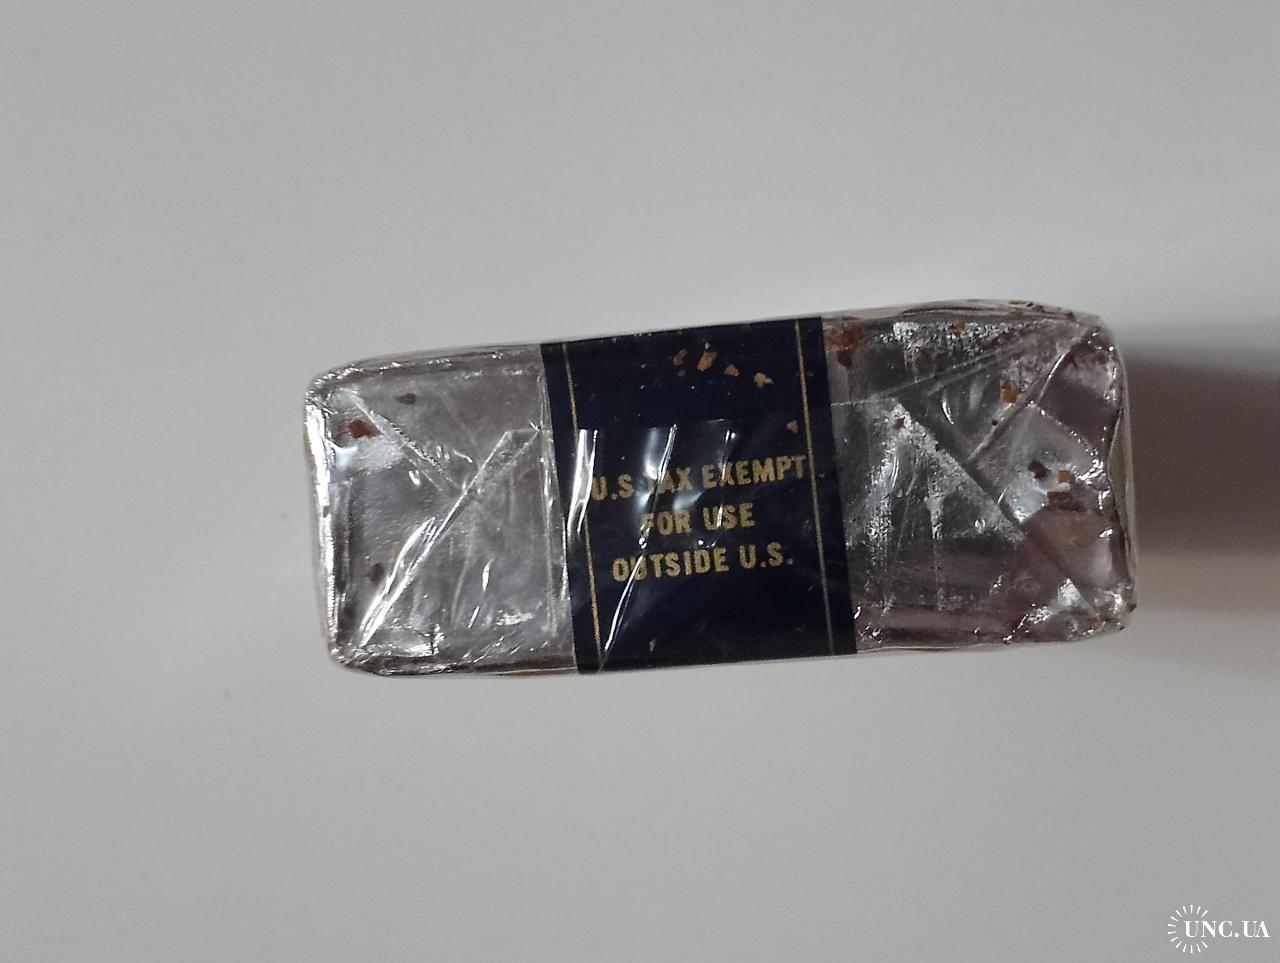 U.S. TAX EXEMPT
FOR USE
OUTSIDE U.S.
UNC.UA